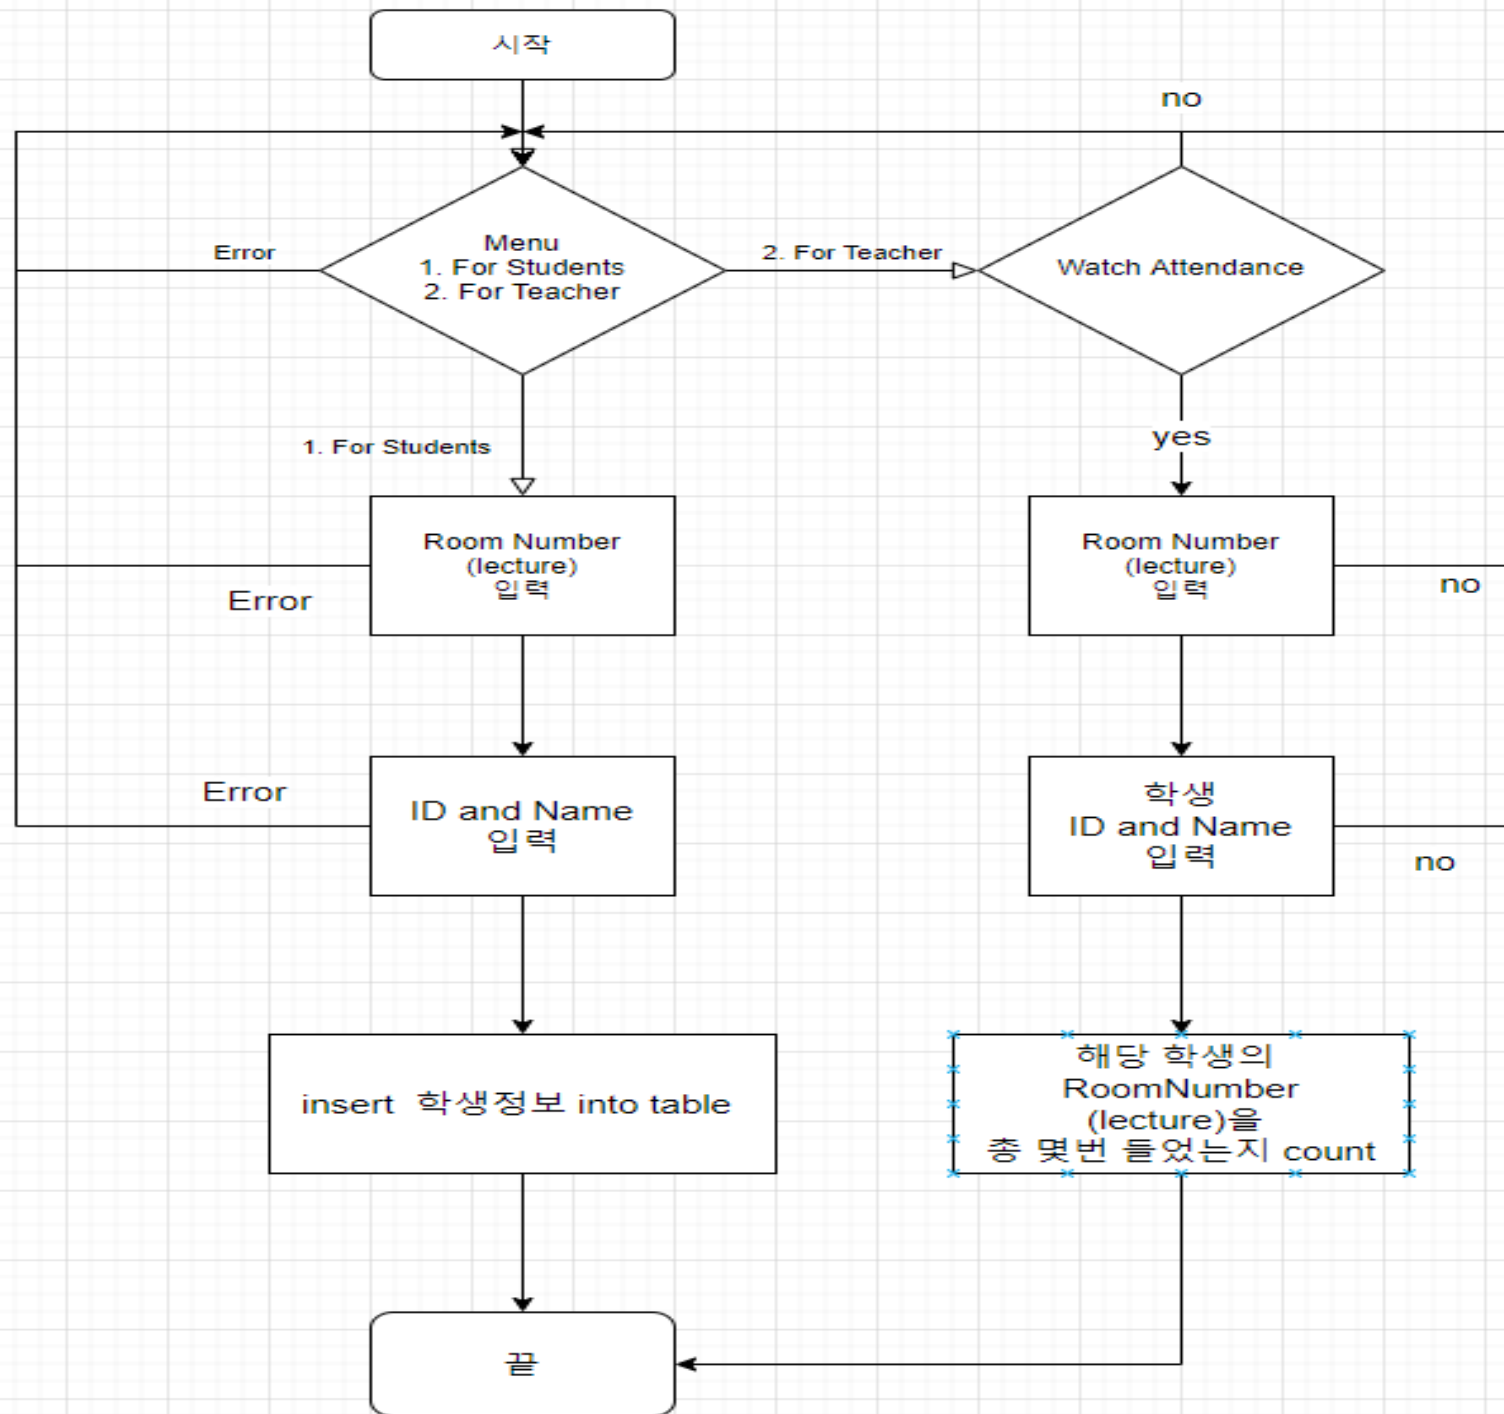 시작
no
Error
Menu
1. For Students
2. For Teacher
2. For Teacher
Watch Attendance
1. For Students
yes
Room Number
(lecture)
입력
Error
Room Number
(lecture)
입력
no
Error
ID and Name
입력
학생
ID and Name
입력
no
insert 학생정보 into table
해당 학생의
RoomNumber
(lecture)을
총 몇번 들었는지 count
끝